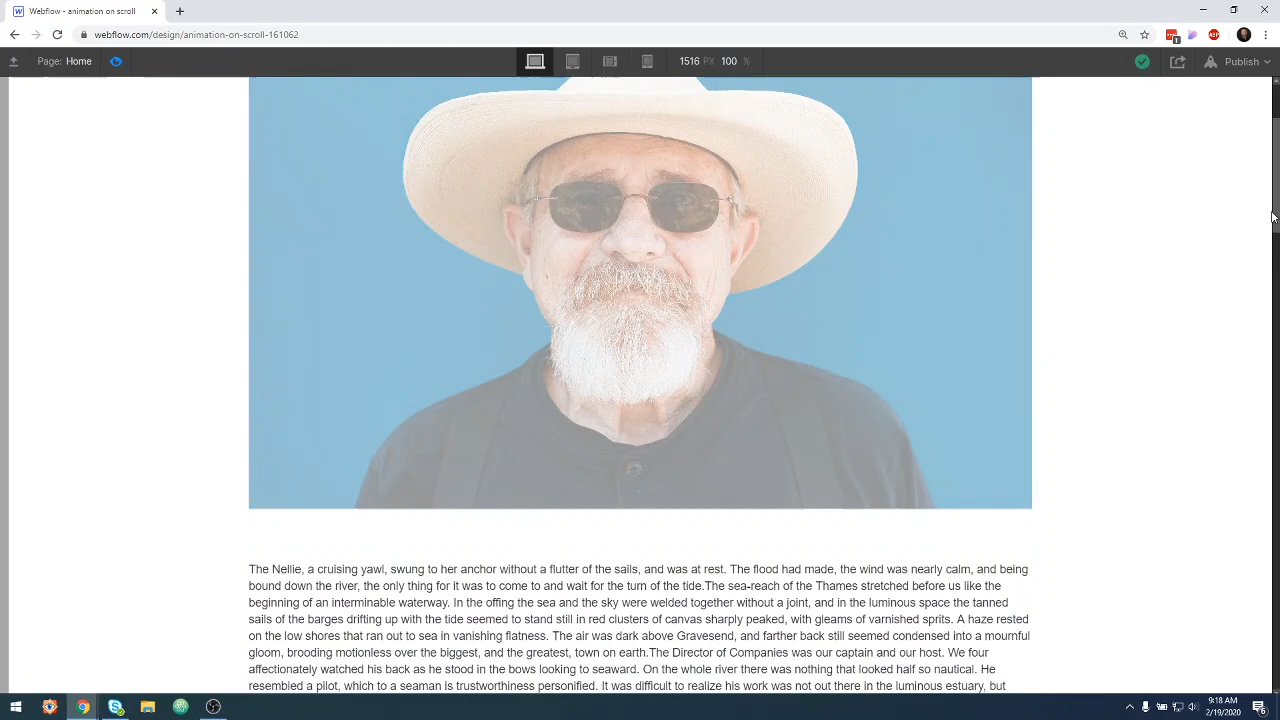 Webflow - animation on scroll
webflow.com/design/animation-on-scroll-161062
Page: Home
1516 PX 100 %
Publish
The Nellie, a cruising yawl, swung to her anchor without a flutter of the sails, and was at rest. The flood had made, the wind was nearly calm, and being
bound down the river, the only thing for it was to come to and wait for the turn of the tide.The sea-reach of the Thames stretched before us like the
beginning of an interminable waterway. In the offing the sea and the sky were welded together without a joint, and in the luminous space the tanned
sails of the barges drifting up with the tide seemed to stand still in red clusters of canvas sharply peaked, with gleams of varnished sprits. A haze rested
on the low shores that ran out to sea in vanishing flatness. The air was dark above Gravesend, and farther back still seemed condensed into a mournful
gloom, brooding motionless over the biggest, and the greatest, town on earth.The Director of Companies was our captain and our host. We four
affectionately watched his back as he stood in the bows looking to seaward. On the whole river there was nothing that looked half so nautical. He
resembled a pilot, which to a seaman is trustworthiness personified. It was difficult to realize his work was not out there in the luminous estuary, but
9:18 AM
2/19/2020